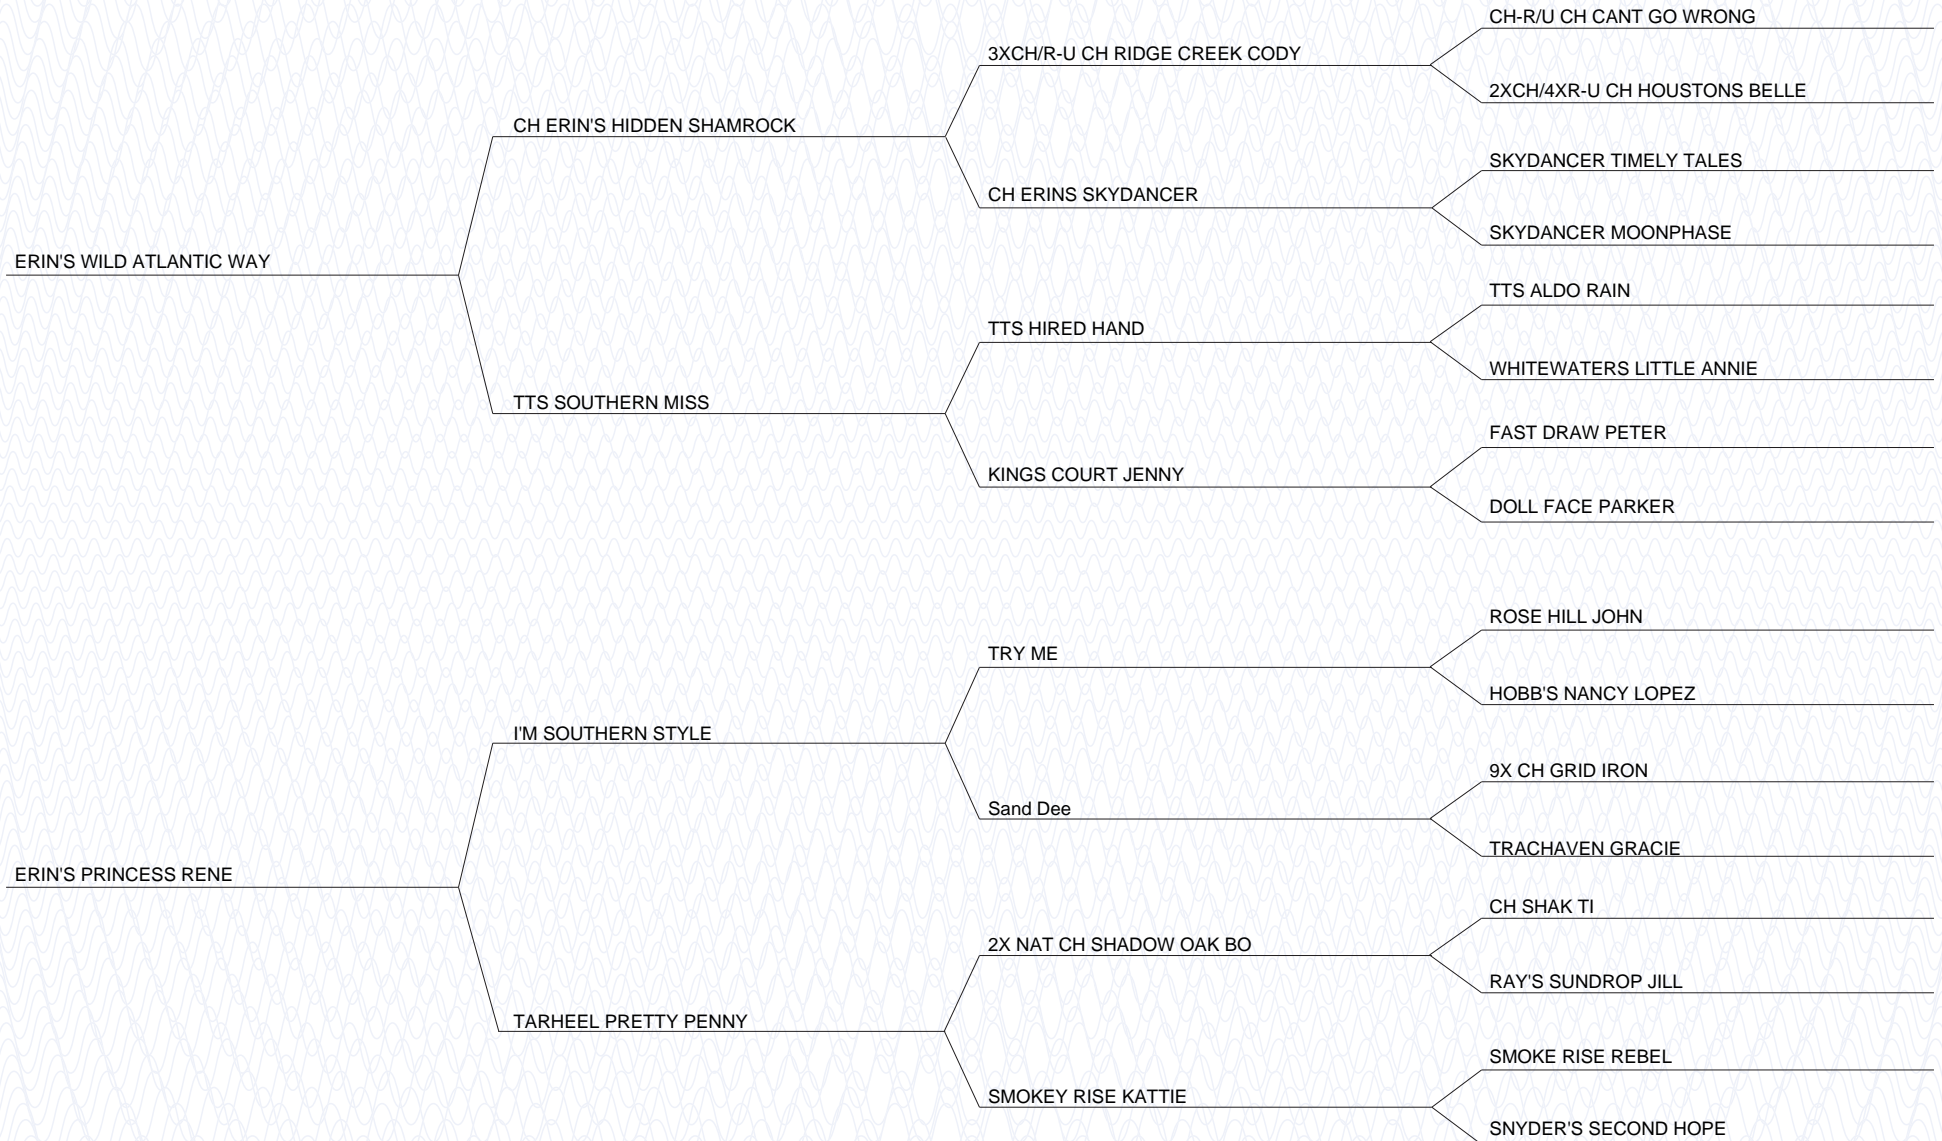 CH-R/U CH CANT GO WRONG
3XCH/R-U CH RIDGE CREEK CODY
2XCH/4XR-U CH HOUSTONS BELLE
CH ERIN'S HIDDEN SHAMROCK
SKYDANCER TIMELY TALES
CH ERINS SKYDANCER
SKYDANCER MOONPHASE
ERIN'S WILD ATLANTIC WAY
TTS ALDO RAIN
TTS HIRED HAND
WHITEWATERS LITTLE ANNIE
TTS SOUTHERN MISS
FAST DRAW PETER
KINGS COURT JENNY
DOLL FACE PARKER
ROSE HILL JOHN
TRY ME
HOBB'S NANCY LOPEZ
I'M SOUTHERN STYLE
9X CH GRID IRON
Sand Dee
TRACHAVEN GRACIE
ERIN'S PRINCESS RENE
CH SHAK TI
2X NAT CH SHADOW OAK BO
RAY'S SUNDROP JILL
TARHEEL PRETTY PENNY
SMOKE RISE REBEL
SMOKEY RISE KATTIE
SNYDER'S SECOND HOPE